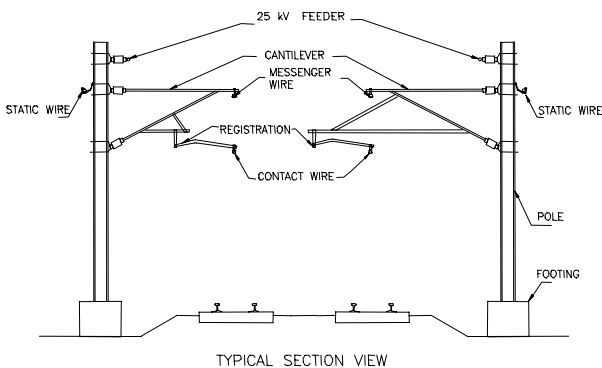 25 kV FEEDER
CANTILEVER
MESSENGER
WIRE
STATIC WIRE
STATIC WIRE
REGISTRATION
CONTACT WIRE
POLE
FOOTING
TYPICAL SECTION VIEW